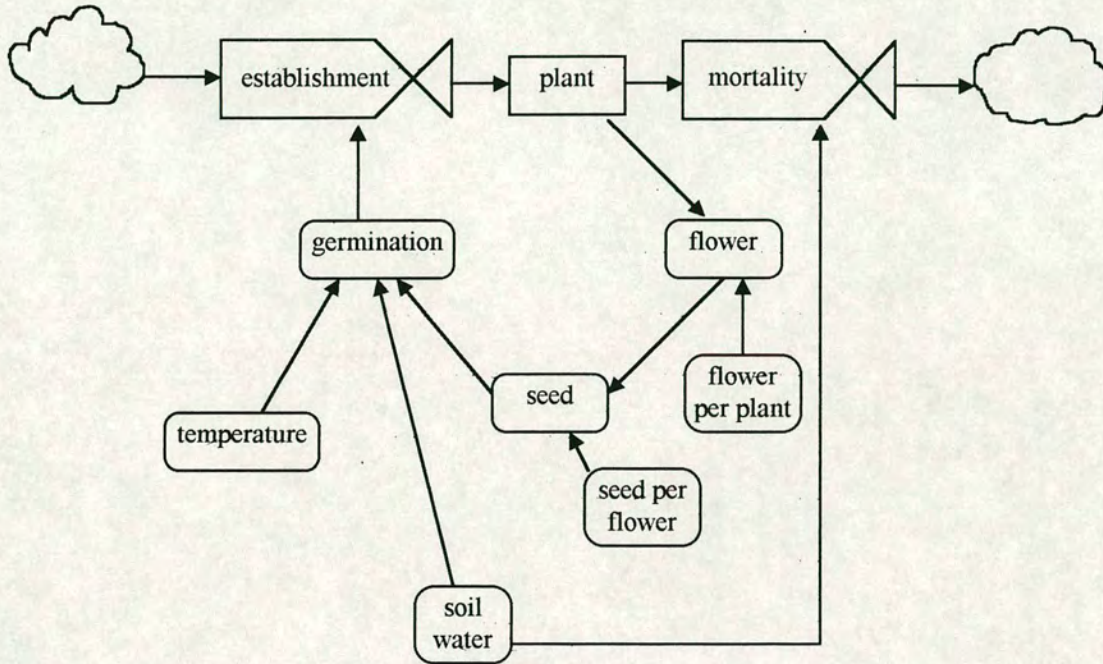 establishment
plant
mortality
germination
flower
flower
per plant
seed
temperature
seed per
flower
soil
water